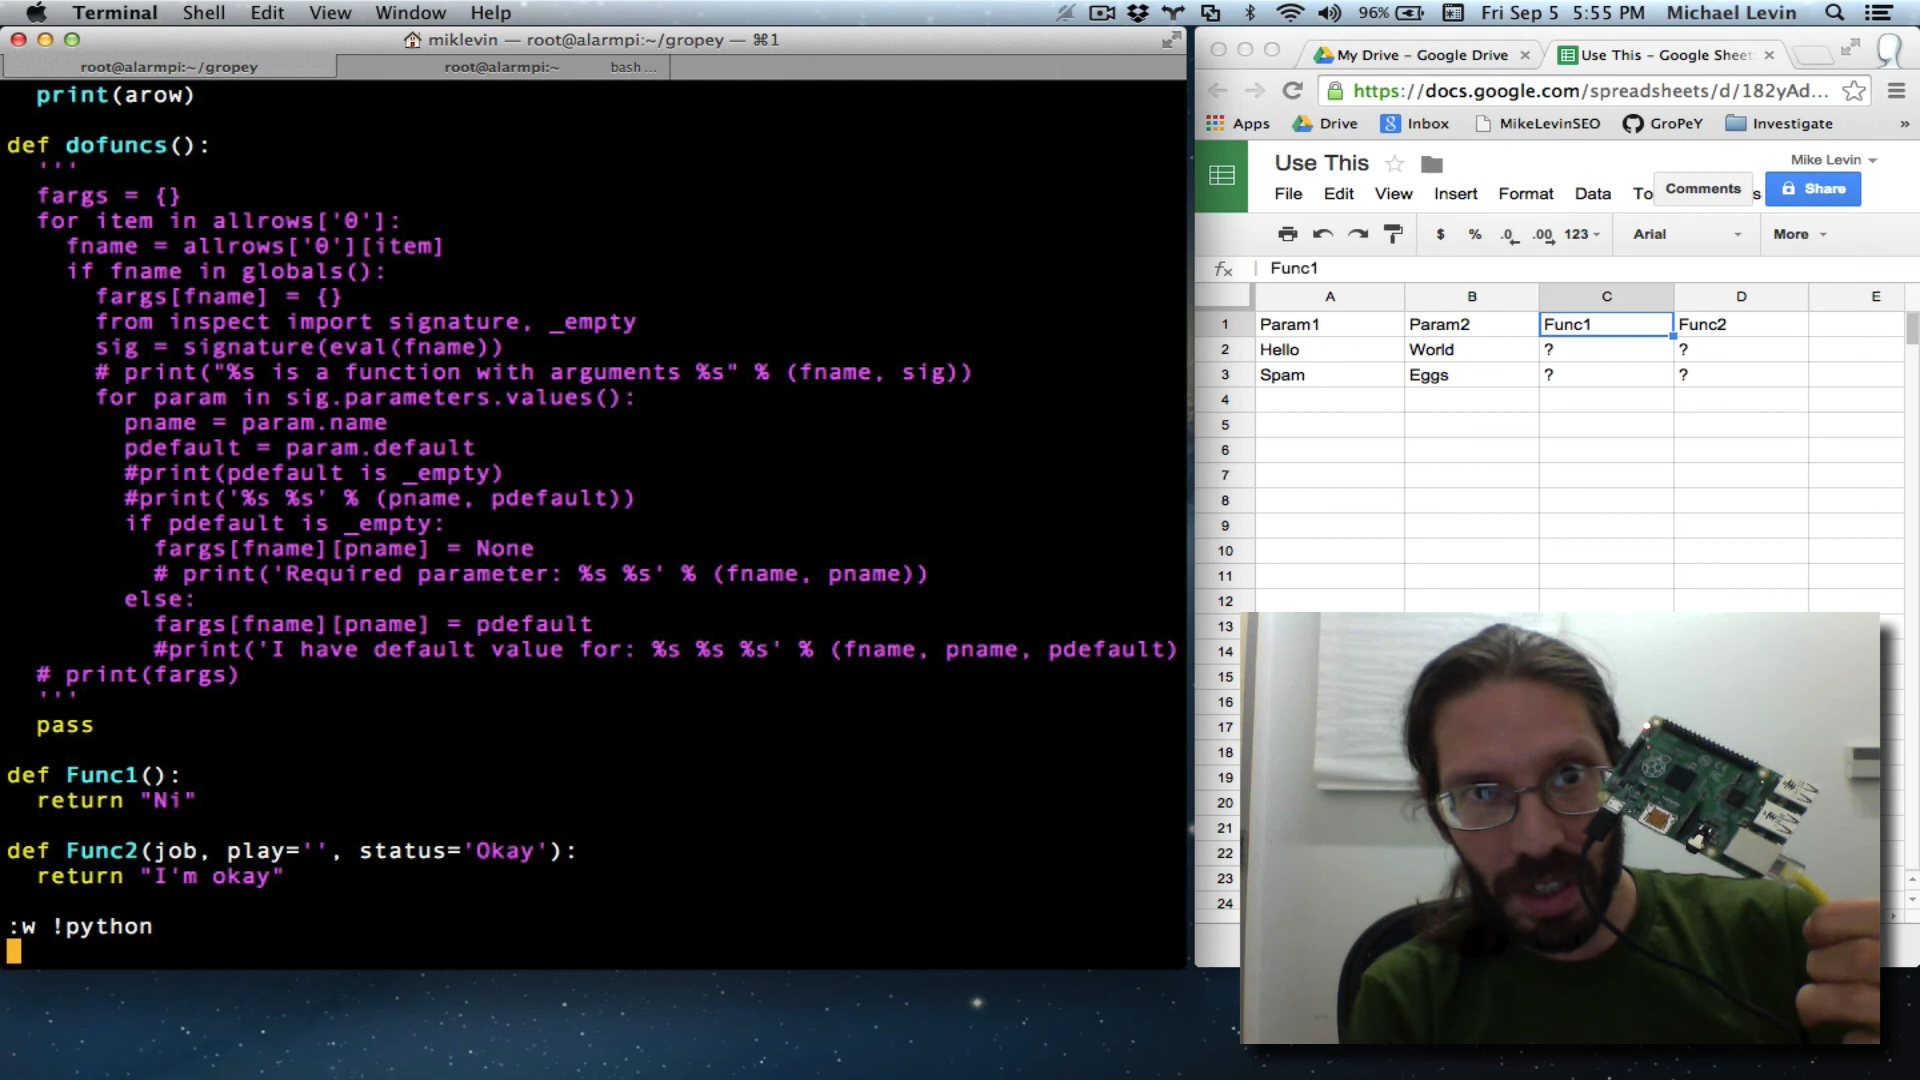 Terminal Shell Edit View Window Help 96% Fri Sep 5 5:55 PM Michael Levin
miklevin — root@alarmpi:~/gropey — ⌘1
root@alarmpi:~/gropey root@alarmpi:~ bash ...
print(arow)
def dofuncs():
'''
fargs = {}
for item in allrows['0']:
fname = allrows['0'][item]
if fname in globals():
fargs[fname] = {}
from inspect import signature, _empty
sig = signature(eval(fname))
# print("%s is a function with arguments %s" % (fname, sig))
for param in sig.parameters.values():
pname = param.name
pdefault = param.default
#print(pdefault is _empty)
#print('%s %s' % (pname, pdefault))
if pdefault is _empty:
fargs[fname][pname] = None
# print('Required parameter: %s %s' % (fname, pname))
else:
fargs[fname][pname] = pdefault
#print('I have default value for: %s %s %s' % (fname, pname, pdefault)
# print(fargs)
'''
pass
def Func1():
return "Ni"
def Func2(job, play='', status='Okay'):
return "I'm okay"
:w !python
My Drive – Google Drive × Use This – Google Sheet ×
https://docs.google.com/spreadsheets/d/182yAd...
Apps Drive Inbox MikeLevinSEO GroPeY Investigate »
Use This Mike Levin
File Edit View Insert Format Data To Comments s Share
$ % .0 .00 123 Arial More
fx Func1
A B C D E
1 Param1 Param2 Func1 Func2
2 Hello World ? ?
3 Spam Eggs ? ?
4
5
6
7
8
9
10
11
12
13
14
15
16
17
18
19
20
21
22
23
24